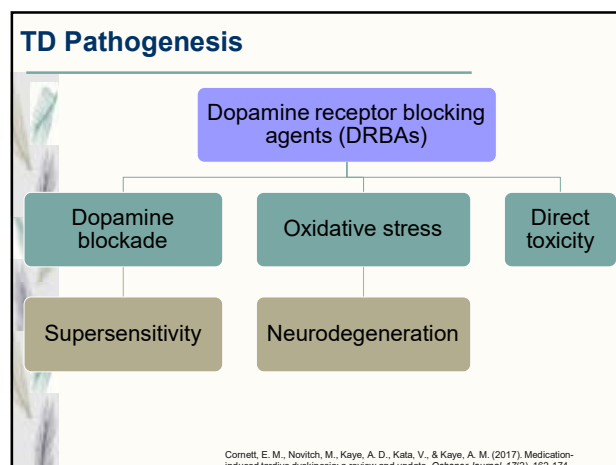 TD Pathogenesis
Dopamine receptor blocking
agents (DRBAs)
Dopamine
blockade
Oxidative stress
Direct
toxicity
Supersensitivity
Neurodegeneration
Cornett, E. M., Novitch, M., Kaye, A. D., Kata, V., & Kaye, A. M. (2017). Medication-
induced tardive dyskinesia: a review and update. Ochsner Journal, 17(2), 162-174.